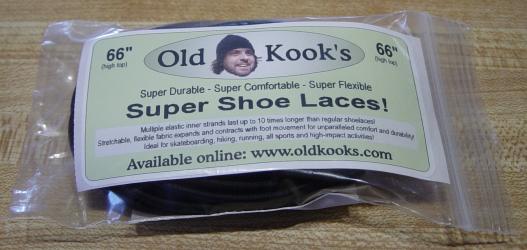 66" Old Kook's 66"
(high top) (high top)
Super Durable - Super Comfortable - Super Flexible
Super Shoe Laces!
Multiple elastic inner strands last up to 10 times longer than regular shoelaces!
Stretchable, flexible fabric expands and contracts with foot movement for unparalleled comfort and durability!
Ideal for skateboarding, hiking, running, all sports and high-impact activities!
Available online: www.oldkooks.com